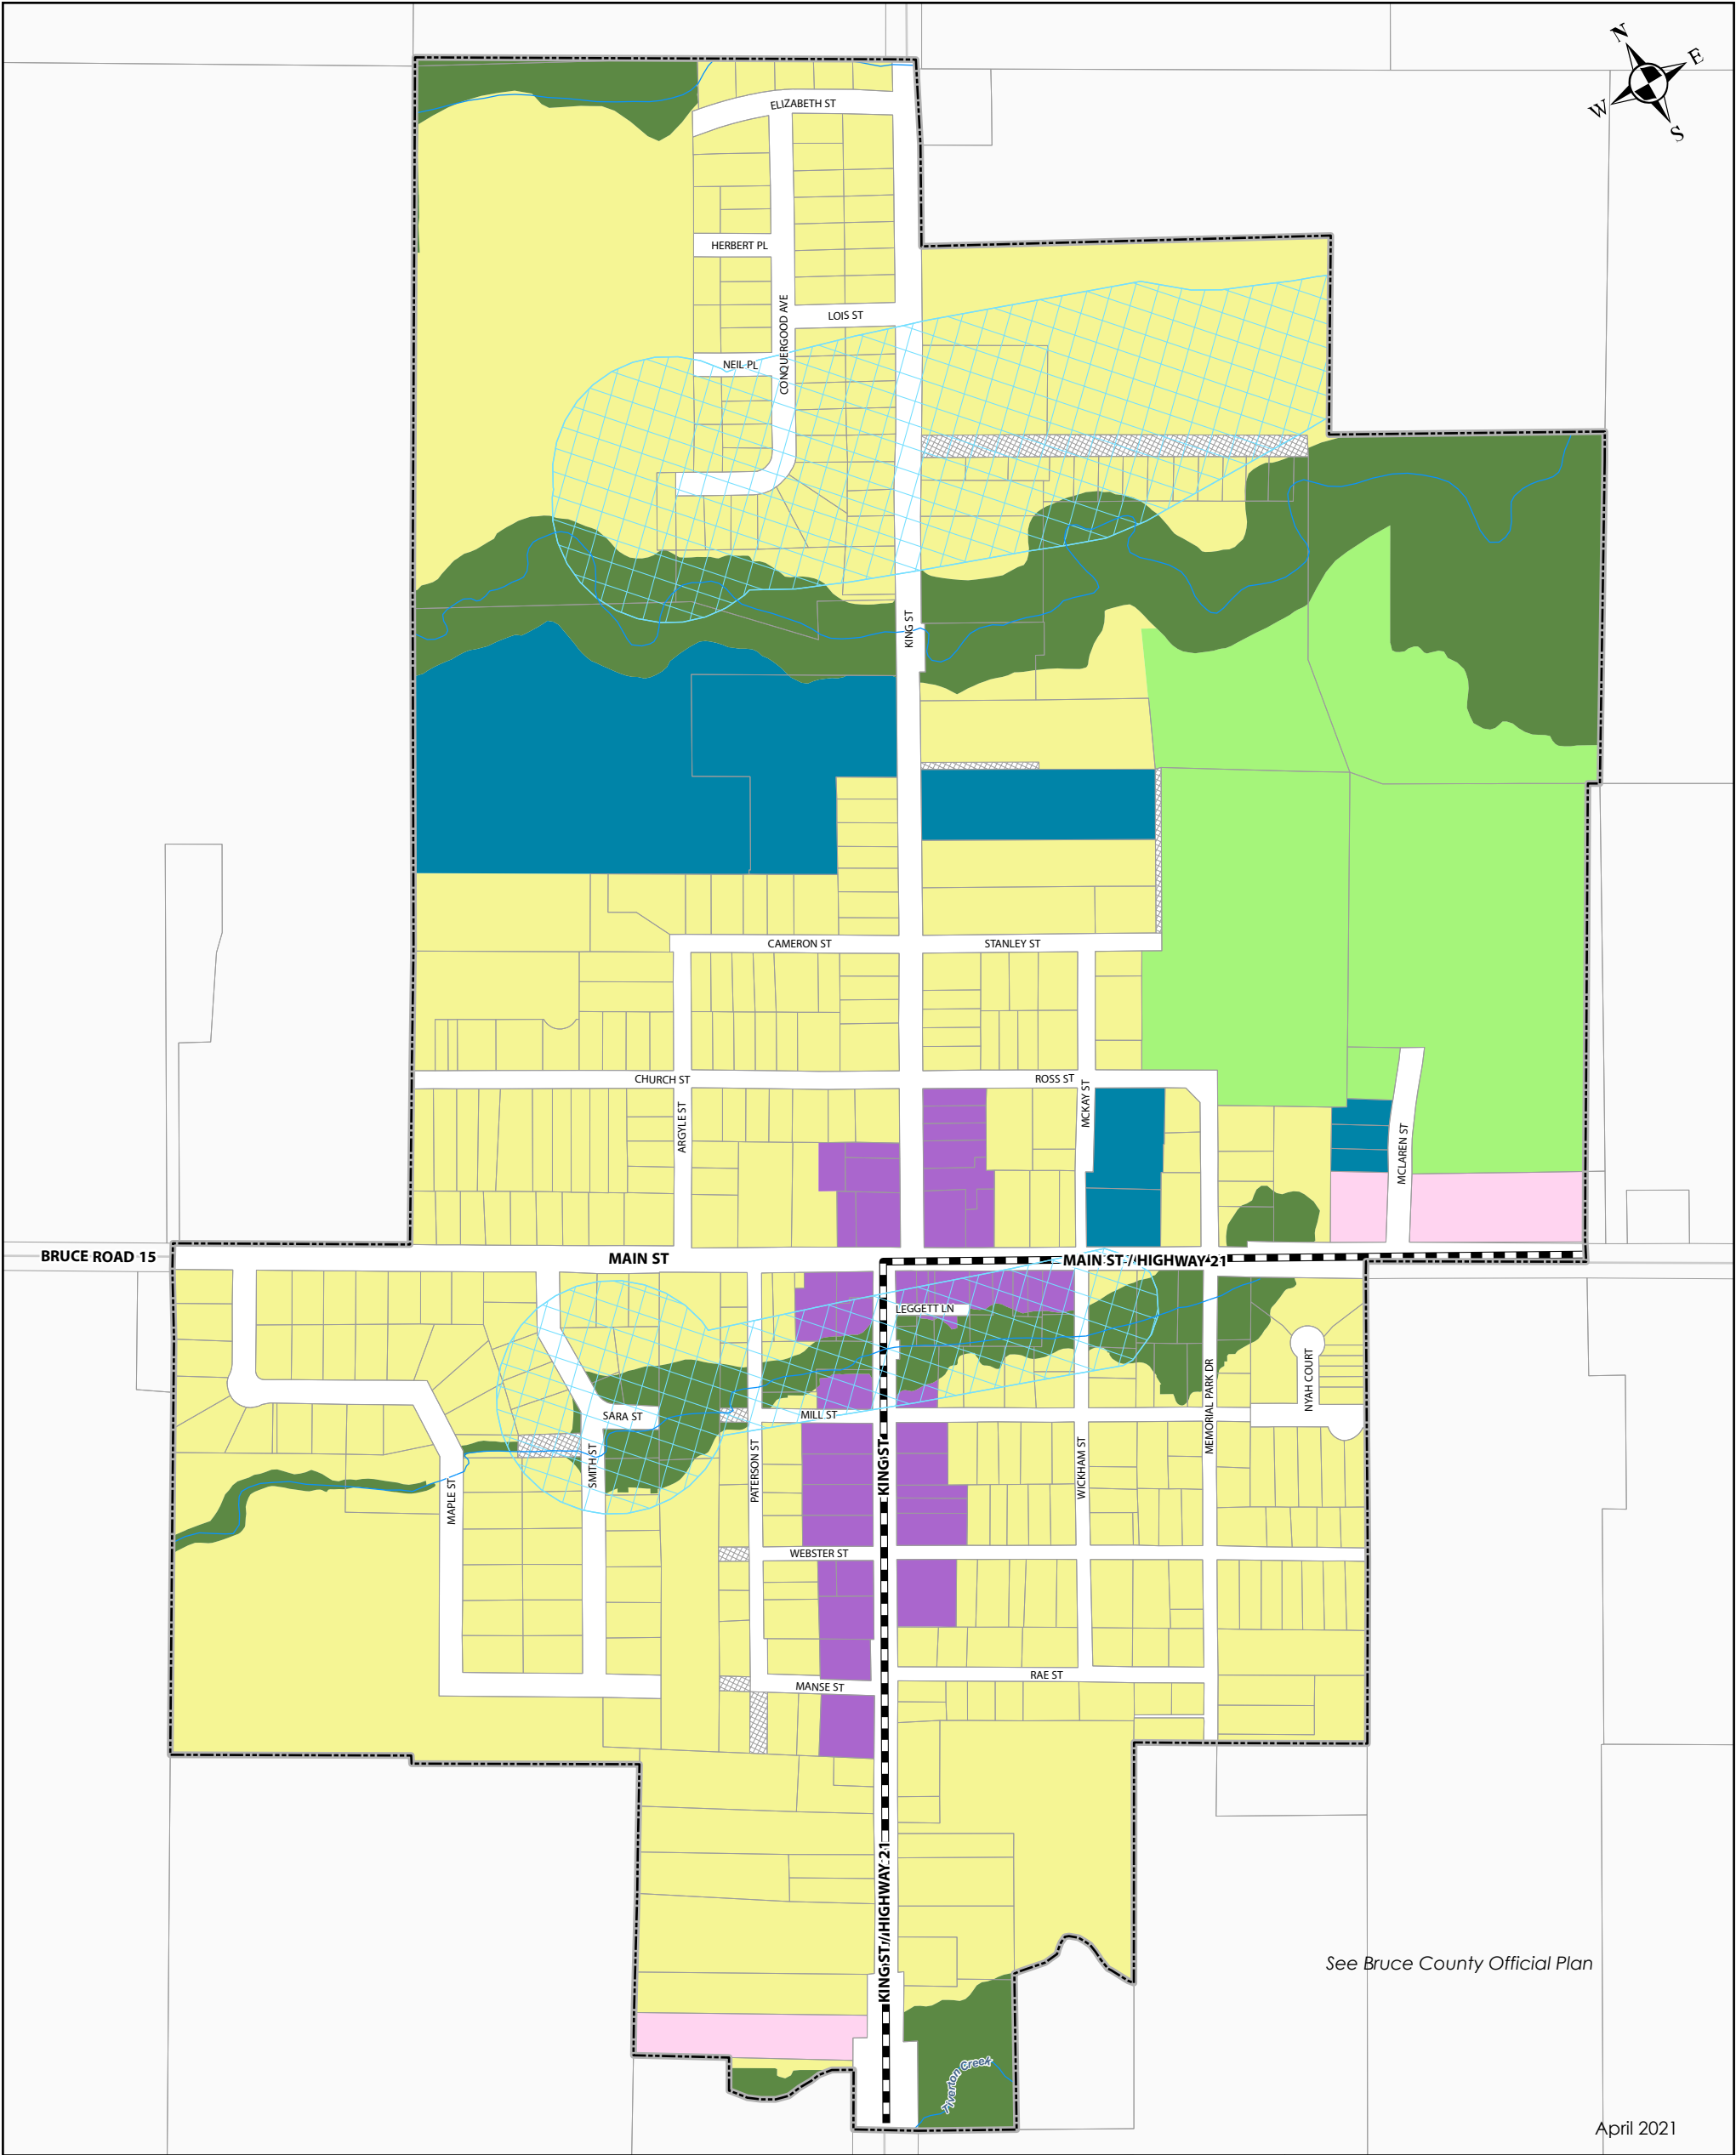 N
E
W
S
ELIZABETH ST
HERBERT PL
CONQUERGOOD AVE
LOIS ST
NEIL PL
KING ST
CAMERON ST
STANLEY ST
CHURCH ST
ROSS ST
MCKAY ST
ARGYLE ST
MCLAREN ST
BRUCE ROAD 15
MAIN ST
MAIN ST / HIGHWAY 21
LEGGETT LN
NYAH COURT
MEMORIAL PARK DR
SARA ST
MILL ST
SMITH ST
PATERSON ST
KING ST
WICKHAM ST
MAPLE ST
WEBSTER ST
RAE ST
MANSE ST
KING ST / HIGHWAY 21
See Bruce County Official Plan
Tiverton Creek
April 2021